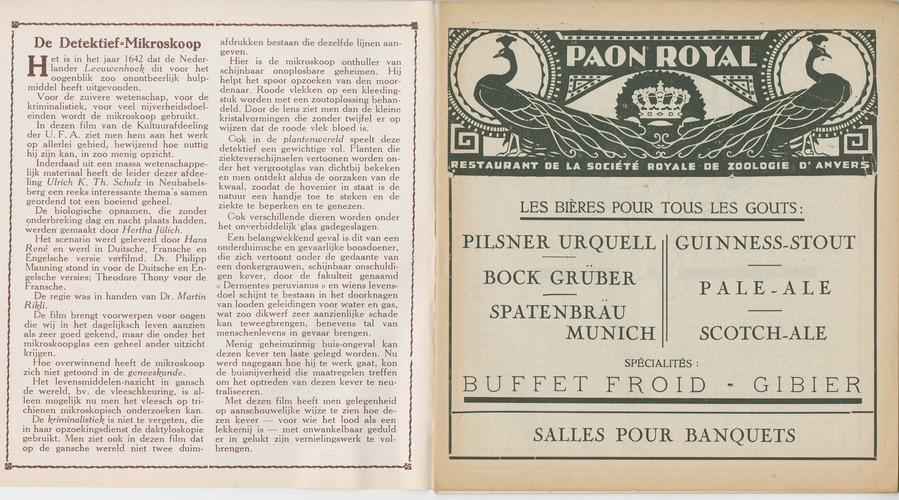 De Detektief-Mikroskoop
Het is in het jaar 1642 dat de Neder-
lander Leeuwenhoek dit voor het
oogenblik zoo onontbeerlijk hulp-
middel heeft uitgevonden.
Voor de zuivere wetenschap, voor de
kriminalistiek, voor veel nijverheidsdoel-
einden wordt de mikroskoop gebruikt.
In dezen film van de Kultuurafdeeling
der U. F. A. ziet men hem aan het werk
op allerlei gebied, bewijzend hoe nuttig
hij zijn kan, in zoo menig opzicht.
Inderdaad uit een massa wetenschappe-
lijk materiaal heeft de leider dezer afdee-
ling Ulrich K. Th. Schulz in Neubabels-
berg een reeks interessante thema's samen
geordend tot een boeiend geheel.
De biologische opnamen, die zonder
onderbreking dag en nacht plaats hadden,
werden gemaakt door Hertha Jülich.
Het scenario werd geleverd door Hans
René en werd in Duitsche, Fransche en
Engelsche versie verfilmd. Dr. Philipp
Manning stond in voor de Duitsche en En-
gelsche versies; Theodore Thony voor de
Fransche.
De regie was in handen van Dr. Martin
Rikli.
De film brengt voorwerpen voor oogen
die wij in het dagelijksch leven aanzien
als zeer goed gekend, maar die onder het
mikroskoopglas een geheel ander uitzicht
krijgen.
Hoe overwinnend heeft de mikroskoop
zich niet getoond in de geneeskunde.
Het levensmiddelen-nazicht in gansch
de wereld, bv. de vleeschkeuring, is al-
leen mogelijk nu men het vleesch op tri-
chienen mikroskopisch onderzoeken kan.
De kriminalistiek is niet te vergeten, die
in haar opzoekingsdienst de daktyloskopie
gebruikt. Men ziet ook in dezen film dat
op de gansche wereld niet twee duim-
afdrukken bestaan die dezelfde lijnen aan-
geven.
Hier is de mikroskoop onthuller van
schijnbaar onoplosbare geheimen. Hij
helpt het spoor opzoeken van den moor-
denaar. Roode vlekken op een kleeding-
stuk worden met een zoutoplossing behan-
deld. Door de lens ziet men dan de kleine
kristalvormingen die zonder twijfel er op
wijzen dat de roode vlek bloed is.
Ook in de plantenwereld speelt deze
detektief een gewichtige rol. Planten die
ziekteverschijnselen vertoonen worden on-
der het vergrootglas van dichtbij bekeken
en men ontdekt aldus de oorzaken van de
kwaal, zoodat de hovenier in staat is de
natuur een handje toe te steken en de
ziekte te beperken en te genezen.
Ook verschillende dieren worden onder
het onverbiddelijk glas gadegeslagen.
Een belangwekkend geval is dit van een
onderduimsche en gevaarlijke boosdoener,
die zich vertoont onder de gedaante van
een donkergrauwen, schijnbaar onschuldi-
gen kever, door de fakulteit genaamd
« Dermentes peruvianus » en wiens levens-
doel schijnt te bestaan in het doorknagen
van looden geleidingen voor water en gas,
wat zoo dikwerf zeer aanzienlijke schade
kan teweegbrengen, benevens tal van
menschenlevens in gevaar brengen.
Menig geheimzinnig buis-ongeval kan
dezen kever ten laste gelegd worden. Nu
werd nagegaan hoe hij te werk gaat, kon
de buisnijverheid die maatregelen treffen
om het optreden van dezen kever te neu-
traliseeren.
Met dezen film heeft men gelegenheid
op aanschouwelijke wijze te zien hoe de-
zen kever — voor wie het lood als een
lekkernij is — met onwankelbaar geduld
er in gelukt zijn vernielingswerk te vol-
brengen.
PAON ROYAL
RESTAURANT DE LA SOCIÉTÉ ROYALE DE ZOOLOGIE D'ANVERS
LES BIÈRES POUR TOUS LES GOUTS:
PILSNER URQUELL
BOCK GRÜBER
SPATENBRÄU
MUNICH
GUINNESS-STOUT
PALE-ALE
SCOTCH-ALE
SPÉCIALITÉS :
BUFFET FROID - GIBIER
SALLES POUR BANQUETS